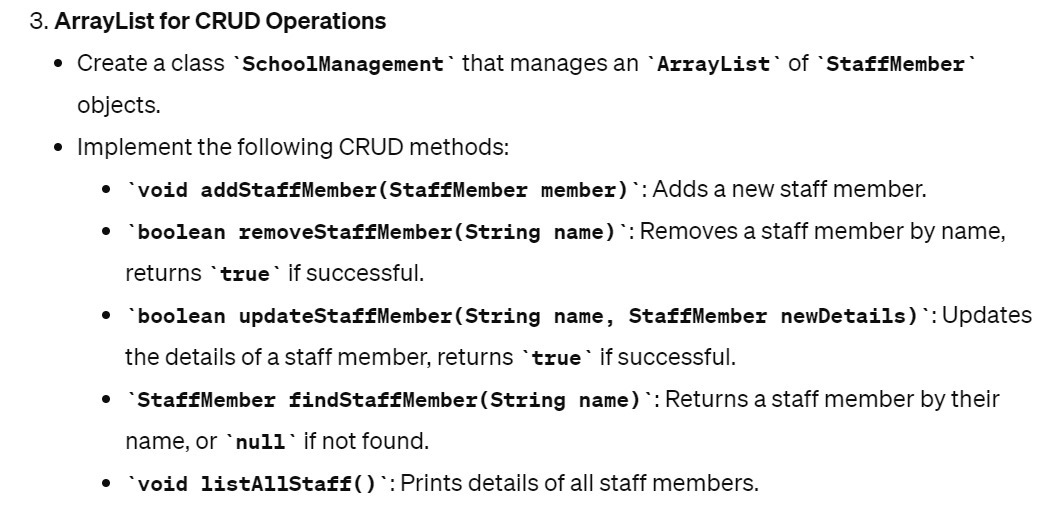 3. ArrayList for CRUD Operations
• Create a class `SchoolManagement` that manages an `ArrayList` of `StaffMember`
objects.
• Implement the following CRUD methods:
• `void addStaffMember(StaffMember member)`: Adds a new staff member.
• `boolean removeStaffMember(String name)`: Removes a staff member by name,
returns `true` if successful.
• `boolean updateStaffMember(String name, StaffMember newDetails)`: Updates
the details of a staff member, returns `true` if successful.
• `StaffMember findStaffMember(String name)`: Returns a staff member by their
name, or `null` if not found.
• `void listAllStaff()`: Prints details of all staff members.